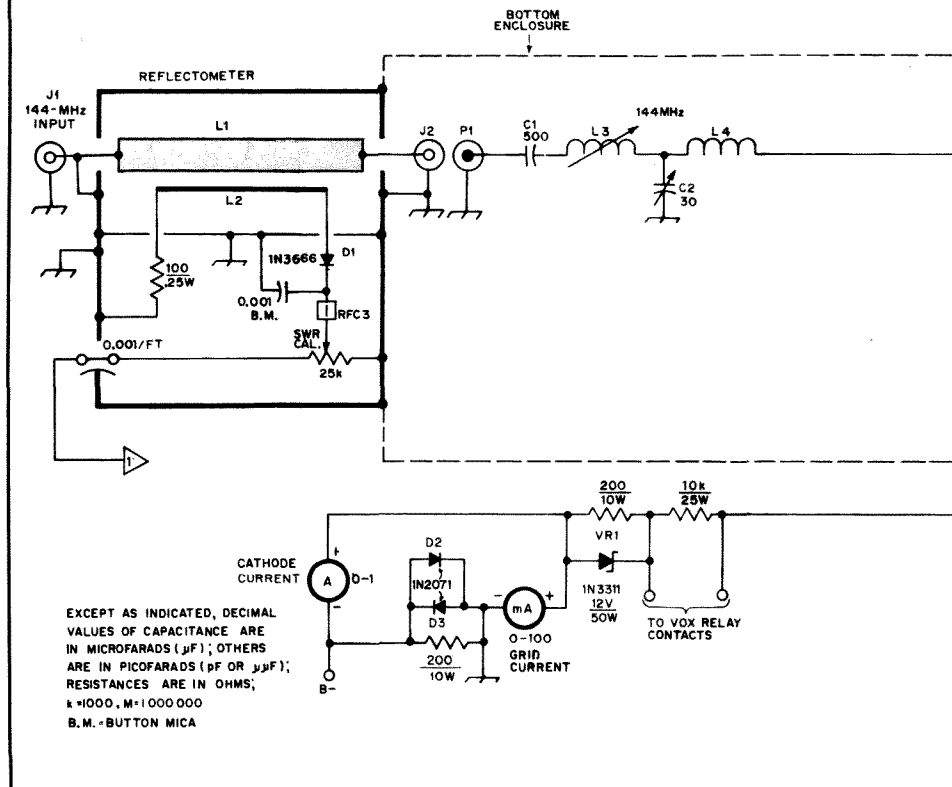 BOTTOM
ENCLOSURE
REFLECTOMETER
J1
144-MHz
INPUT
L1
J2
P1
C1
500
L3
144MHz
L4
C2
30
L2
100
.25W
1N3666
D1
0.001
B.M.
RFC3
SWR
CAL.
25k
0.001/FT
1
200
10W
10k
25W
VR1
1N3311
12V
50W
TO VOX RELAY
CONTACTS
CATHODE
CURRENT
+
A
0-1
-
B-
D2
1N2071
D3
200
10W
-
mA
+
0-100
GRID
CURRENT
EXCEPT AS INDICATED, DECIMAL
VALUES OF CAPACITANCE ARE
IN MICROFARADS (µF); OTHERS
ARE IN PICOFARADS (pF OR µµF);
RESISTANCES ARE IN OHMS;
k=1000, M=1000000
B.M.=BUTTON MICA